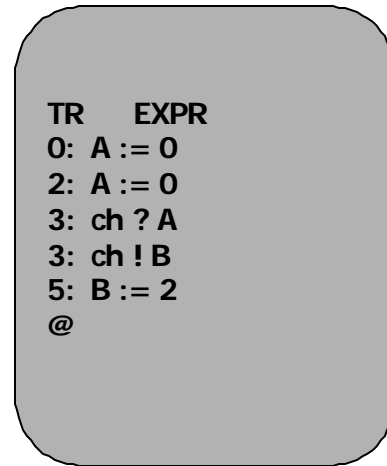 TR EXPR
0: A := 0
2: A := 0
3: ch ? A
3: ch ! B
5: B := 2
@